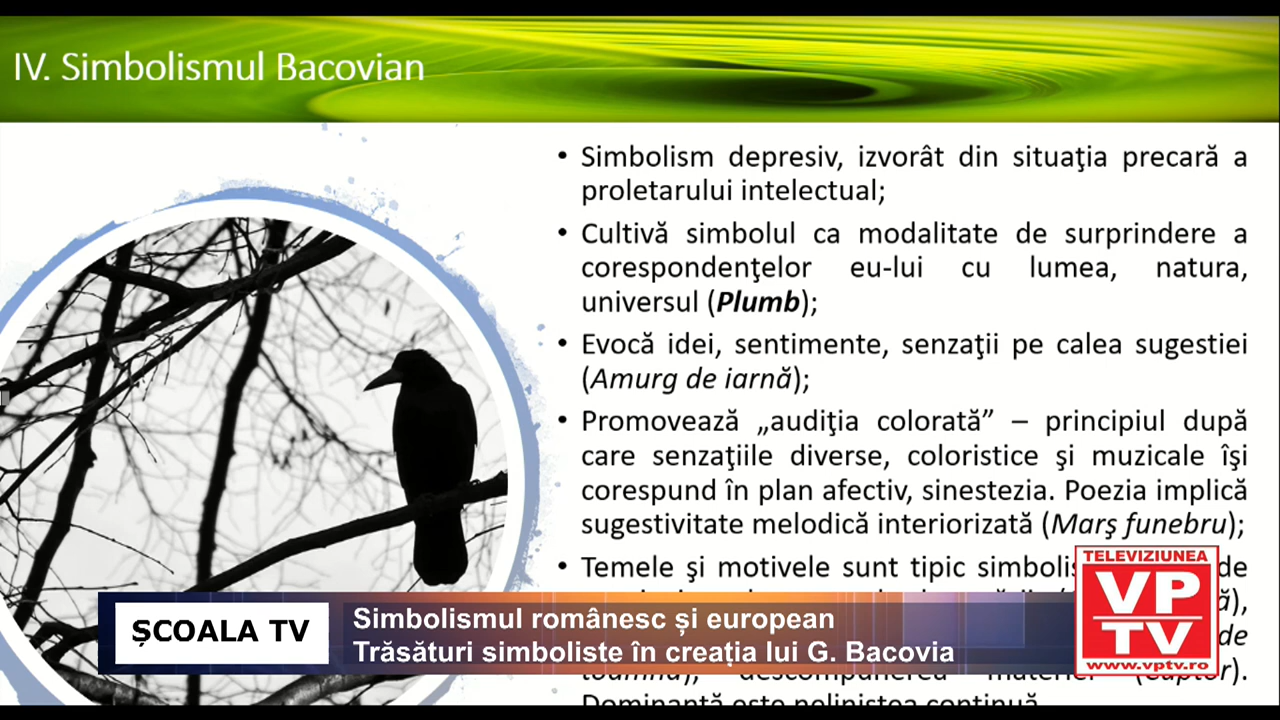 IV. Simbolismul Bacovian
• Simbolism depresiv, izvorât din situaţia precară a
proletarului intelectual;
• Cultivă simbolul ca modalitate de surprindere a
corespondenţelor eu-lui cu lumea, natura,
universul (Plumb);
• Evocă idei, sentimente, senzaţii pe calea sugestiei
(Amurg de iarnă);
• Promovează „audiţia colorată” – principiul după
care senzaţiile diverse, coloristice şi muzicale îşi
corespund în plan afectiv, sinestezia. Poezia implică
sugestivitate melodică interiorizată (Marş funebru);
• Temele şi motivele sunt tipic de
de
descompunerea materiei
Dominantă este neliniştea continuă
ŞCOALA TV
Simbolismul românesc și european
Trăsături simboliste în creația lui G. Bacovia
TELEVIZIUNEA
VP
TV
www.vptv.ro